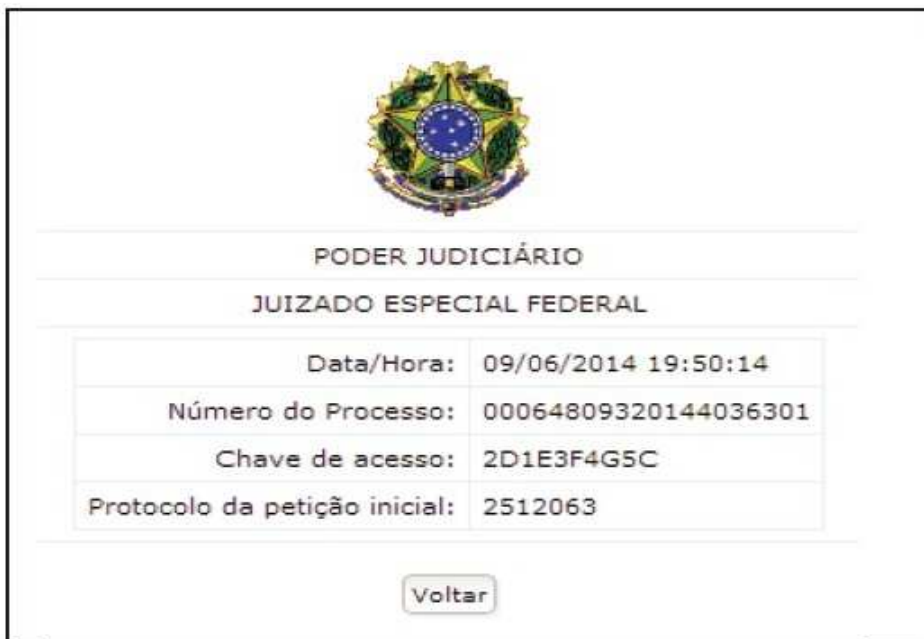 PODER JUDICIÁRIO
JUIZADO ESPECIAL FEDERAL
Data/Hora: 09/06/2014 19:50:14
Número do Processo: 00064809320144036301
Chave de acesso: 2D1E3F4G5C
Protocolo da petição inicial: 2512063
Voltar